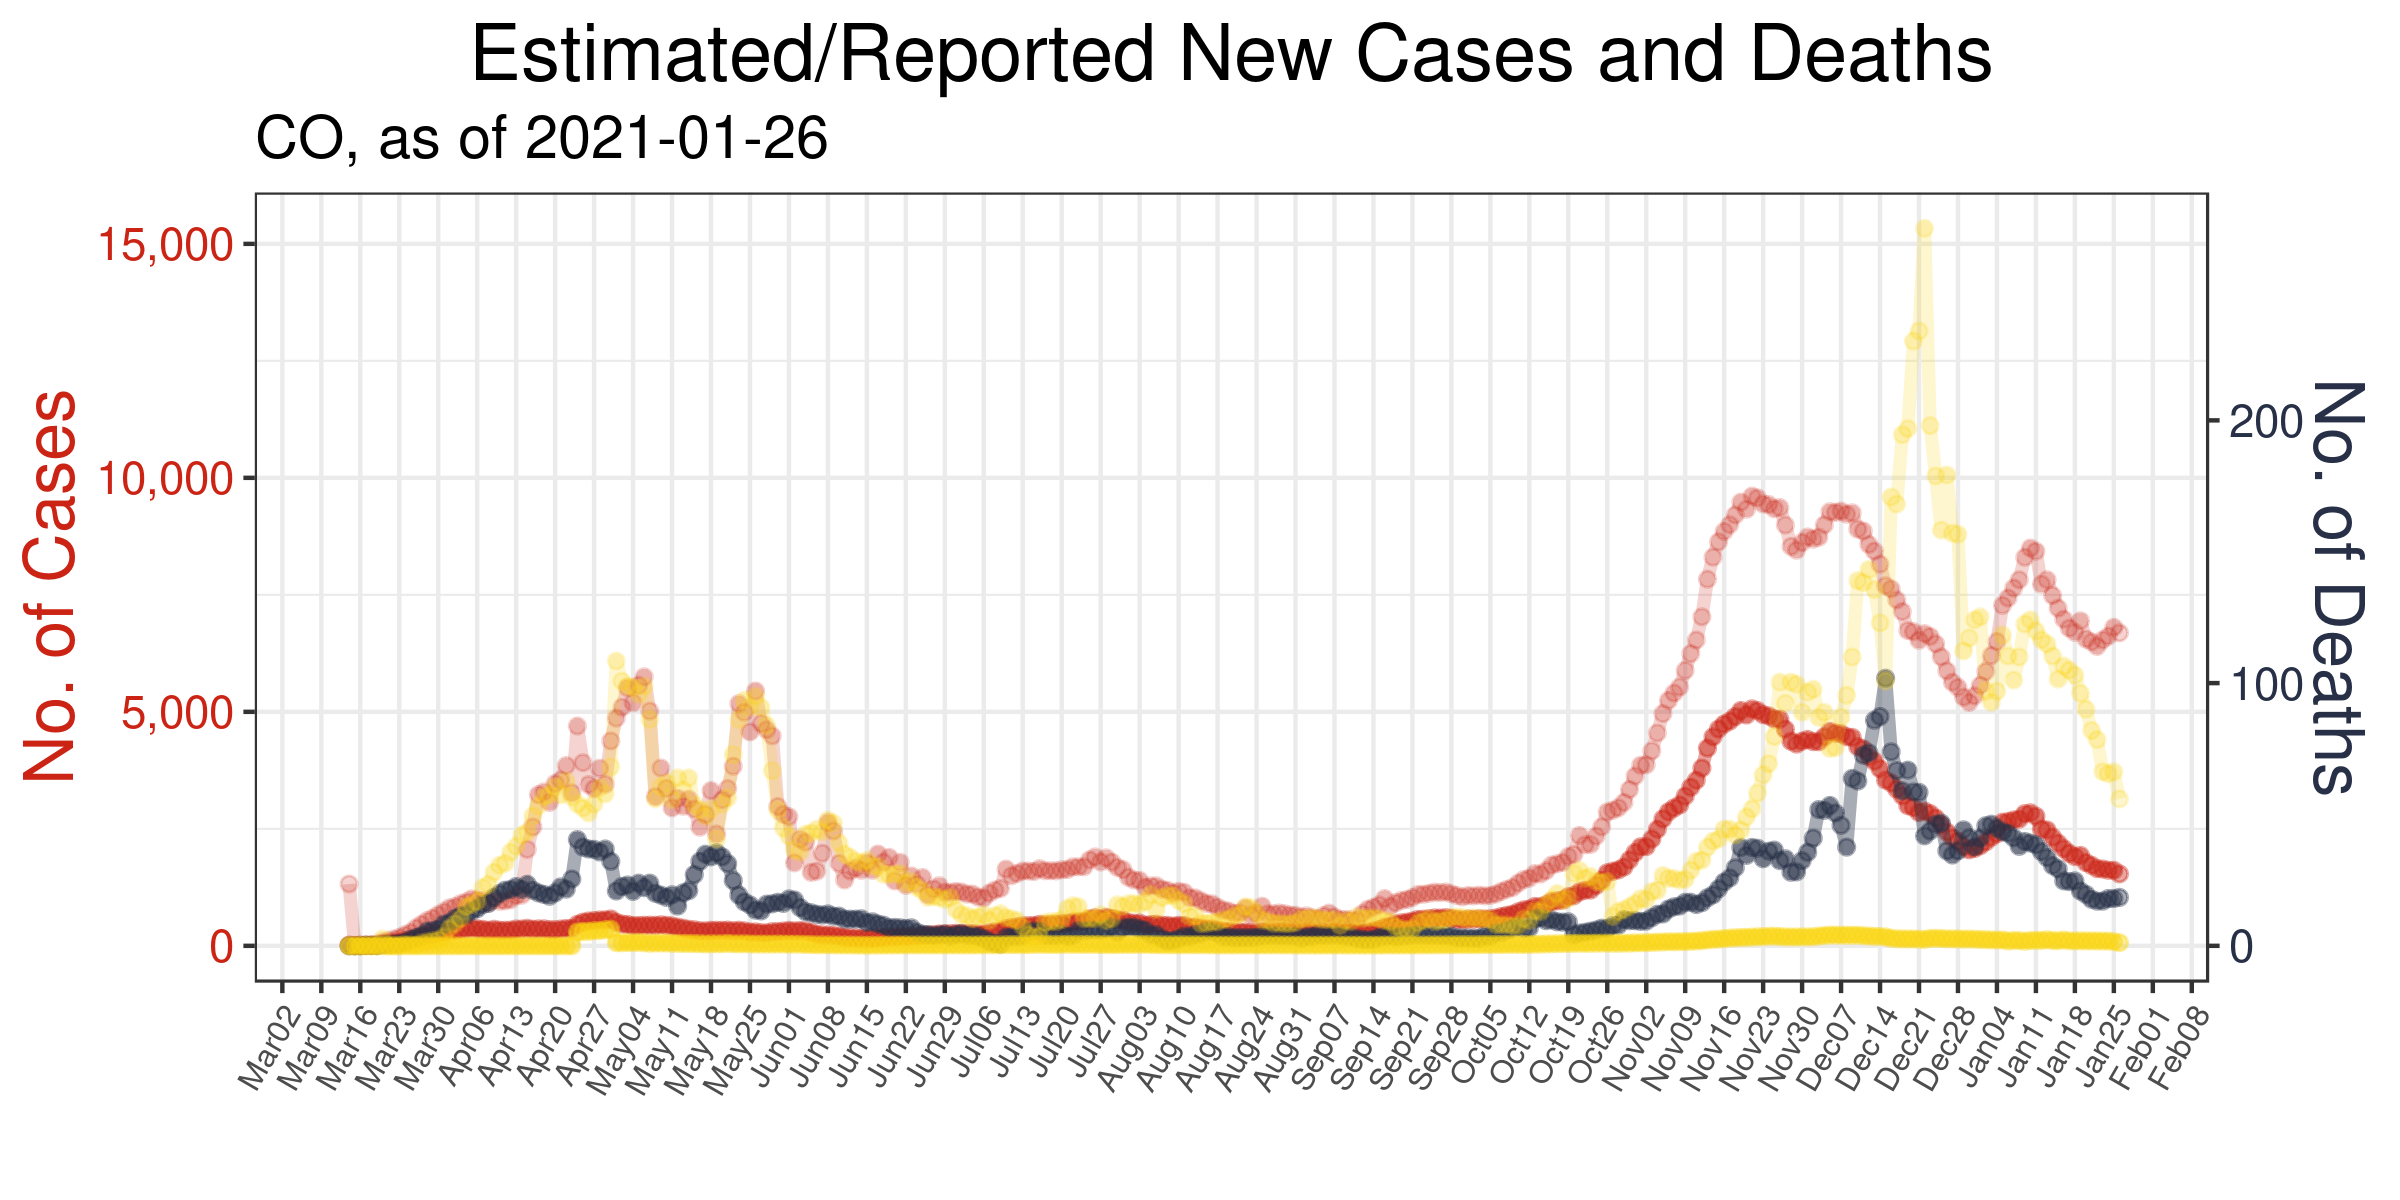 Estimated/Reported New Cases and Deaths
CO, as of 2021-01-26
No. of Cases
15,000
10,000
5,000
0
No. of Deaths
200
100
0
Mar02
Mar09
Mar16
Mar23
Mar30
Apr06
Apr13
Apr20
Apr27
May04
May11
May18
May25
Jun01
Jun08
Jun15
Jun22
Jun29
Jul06
Jul13
Jul20
Jul27
Aug03
Aug10
Aug17
Aug24
Aug31
Sep07
Sep14
Sep21
Sep28
Oct05
Oct12
Oct19
Oct26
Nov02
Nov09
Nov16
Nov23
Nov30
Dec07
Dec14
Dec21
Dec28
Jan04
Jan11
Jan18
Jan25
Feb01
Feb08